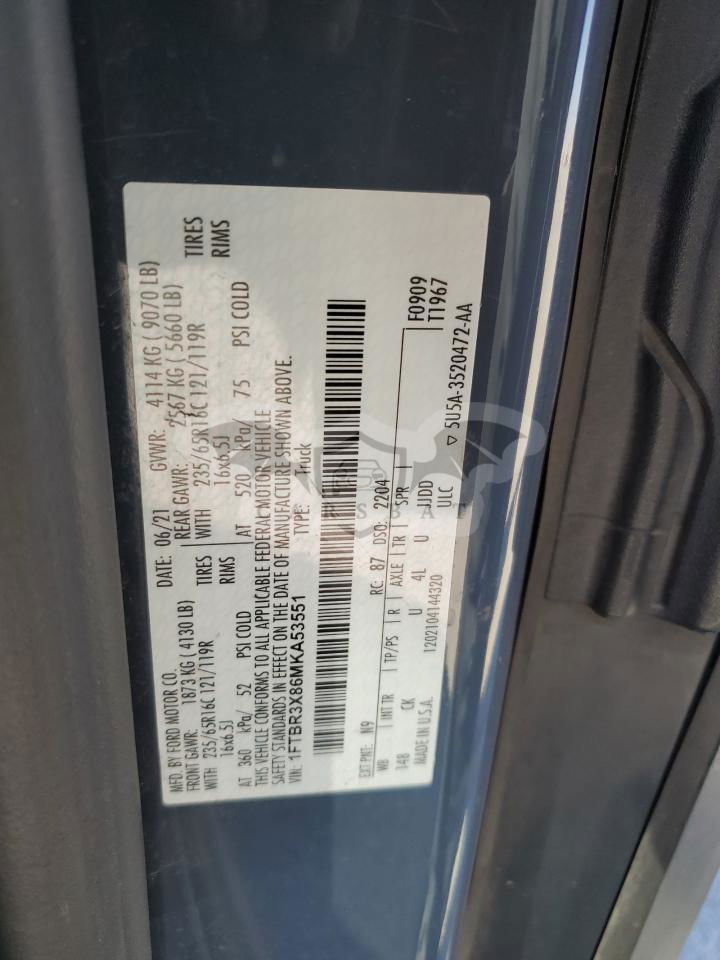 MFD. BY FORD MOTOR CO.
DATE: 06/21 GVWR: 4114 KG ( 9070 LB)
FRONT GAWR: 1873 KG ( 4130 LB) REAR GAWR: 2567 KG ( 5660 LB)
WITH 235/65R16C 121/119R TIRES WITH 235/65R16C 121/119R TIRES
16x6.5J RIMS 16x6.5J RIMS
AT 360 kPa/ 52 PSI COLD AT 520 kPa/ 75 PSI COLD
THIS VEHICLE CONFORMS TO ALL APPLICABLE FEDERAL MOTOR VEHICLE
SAFETY STANDARDS IN EFFECT ON THE DATE OF MANUFACTURE SHOWN ABOVE.
VIN: 1FTBR3X86MKA53551 TYPE: Truck
EXT PNT: N9 RC: 87 DSO: 2204 F0909
WB INT TR TP/PS R AXLE TR SPR T1967
148 CK U 4L U UJDD
MADE IN U.S.A. 1202104144320 ULC
▽ 5U5A-3520472-AA